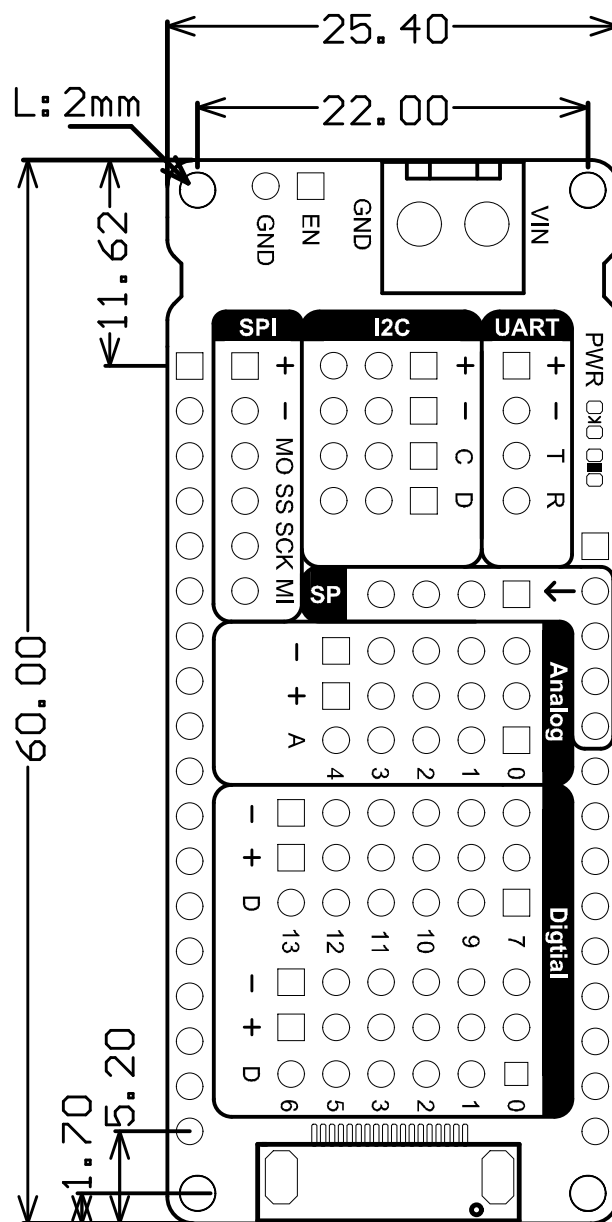 25.40
22.00
L:2mm
11.62
60.00
5.20
1.70
GND
EN
GND
VIN
SPI
I2C
UART
PWR
+
-
MO
SS
SCK
MI
+
-
C
D
+
-
T
R
SP
←
Analog
-
+
A
4
3
2
1
0
Digtial
-
+
D
13
12
11
10
9
7
-
+
D
6
5
3
2
1
0